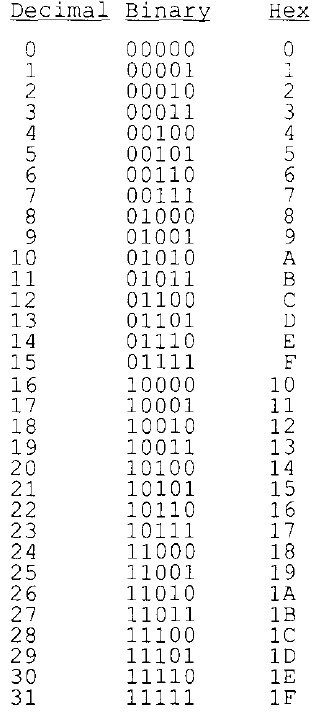 Decimal Binary Hex
0 00000 0
1 00001 1
2 00010 2
3 00011 3
4 00100 4
5 00101 5
6 00110 6
7 00111 7
8 01000 8
9 01001 9
10 01010 A
11 01011 B
12 01100 C
13 01101 D
14 01110 E
15 01111 F
16 10000 10
17 10001 11
18 10010 12
19 10011 13
20 10100 14
21 10101 15
22 10110 16
23 10111 17
24 11000 18
25 11001 19
26 11010 1A
27 11011 1B
28 11100 1C
29 11101 1D
30 11110 1E
31 11111 1F